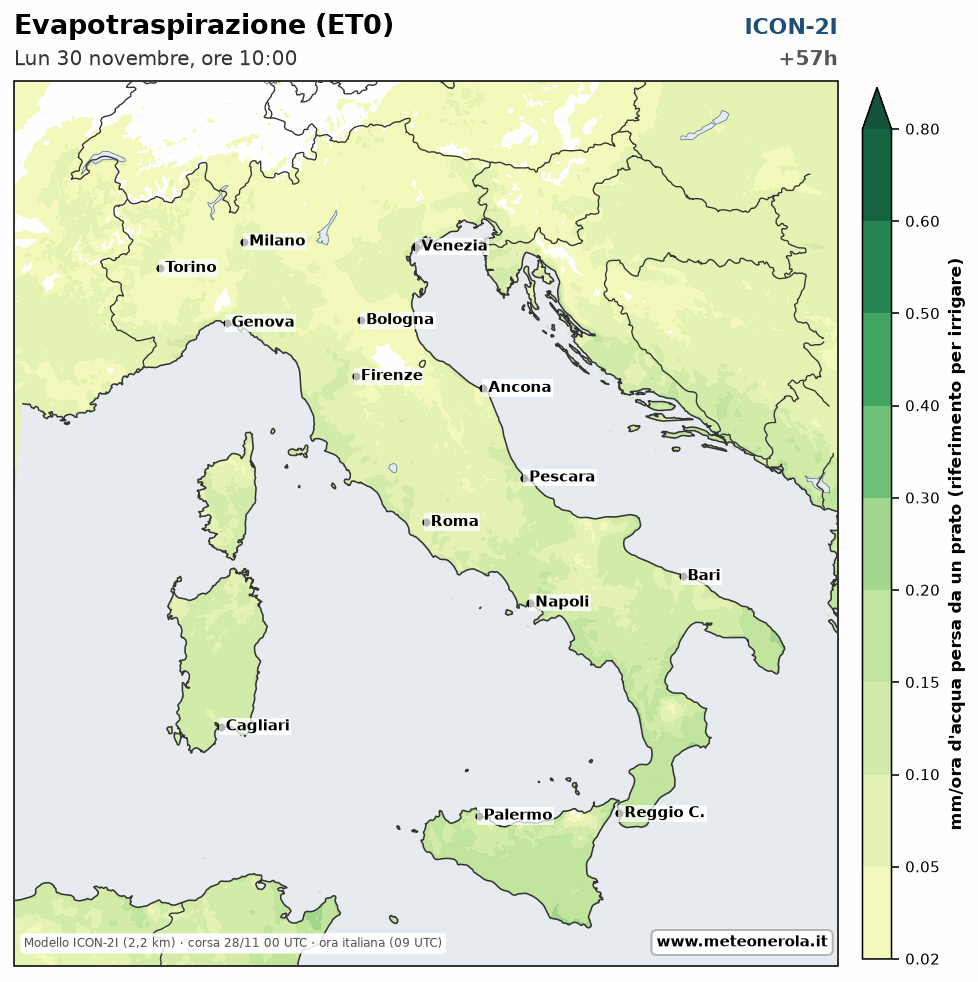 Evapotraspirazione (ET0)
ICON-2I
Lun 30 novembre, ore 10:00
+57h
Milano
Venezia
Torino
Genova
Bologna
Firenze
Ancona
Pescara
Roma
Bari
Napoli
Cagliari
Palermo
Reggio C.
0.80
0.60
0.50
0.40
0.30
0.20
0.15
0.10
0.05
0.02
mm/ora d'acqua persa da un prato (riferimento per irrigare)
Modello ICON-2I (2,2 km) · corsa 28/11 00 UTC · ora italiana (09 UTC)
www.meteonerola.it